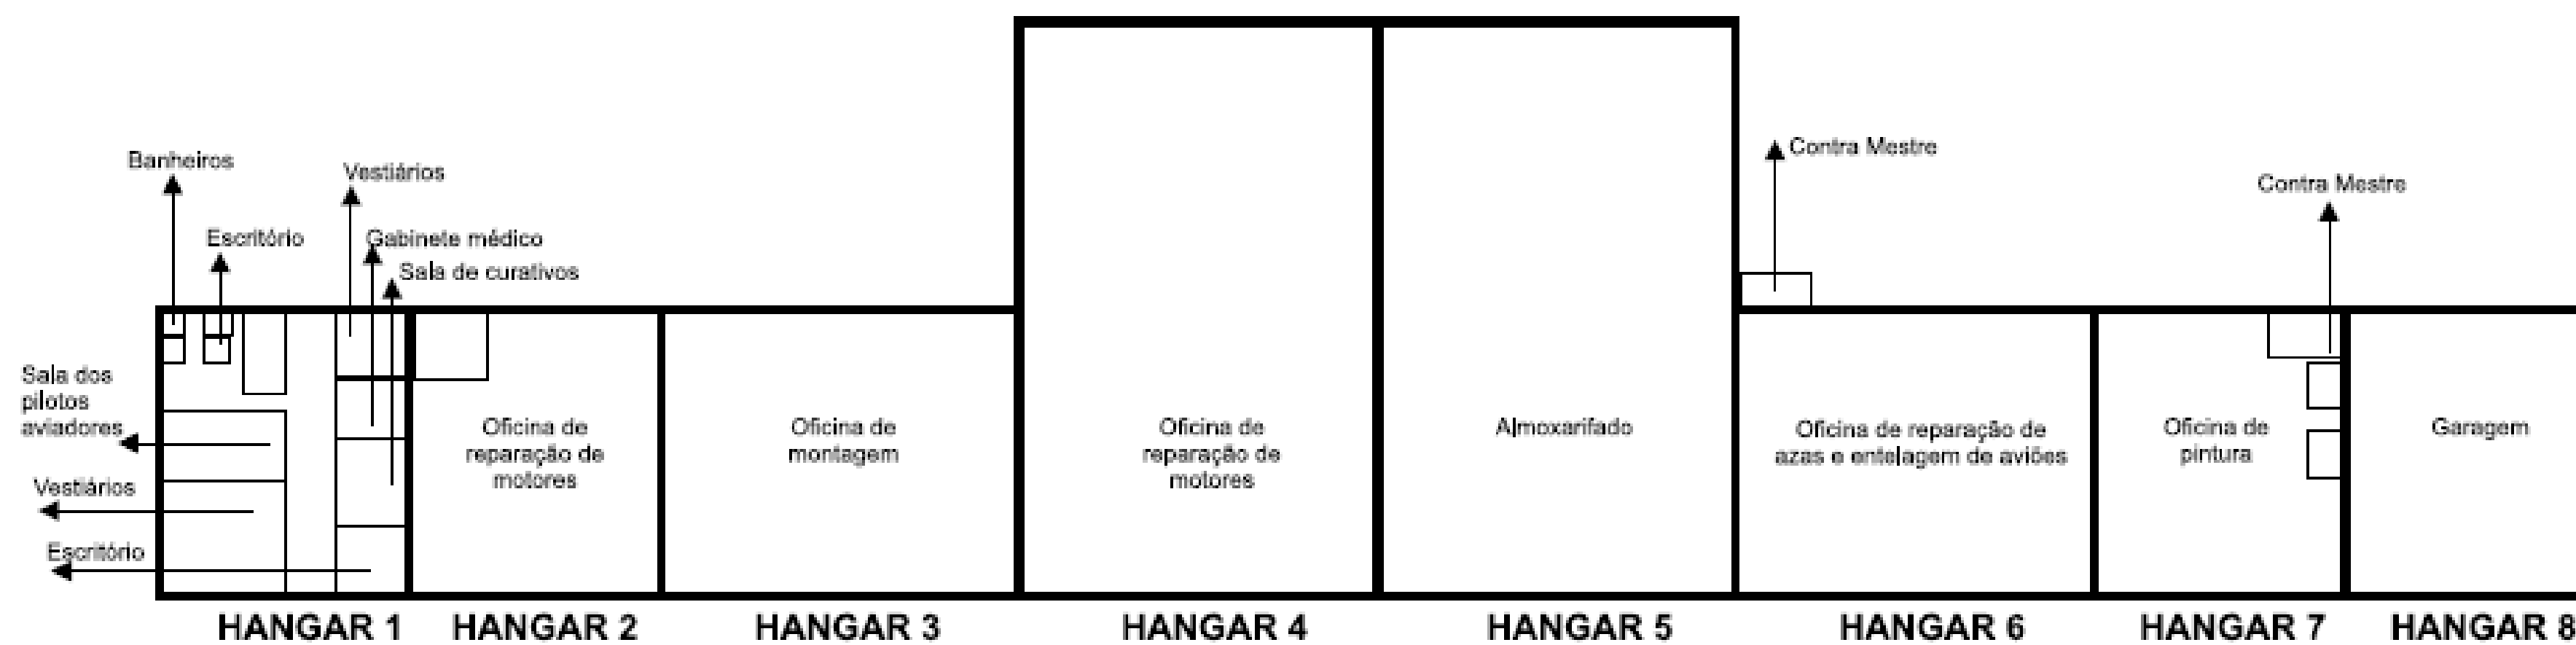 Banheiros
Vestiários
Escritório
Gabinete médico
Sala de curativos
Contra Mestre
Contra Mestre
Sala dos
pilotos
aviadores
Vestiários
Escritório
Oficina de
reparação de
motores
Oficina de
montagem
Oficina de
reparação de
motores
Almoxarifado
Oficina de reparação de
azas e entelagem de aviões
Oficina de
pintura
Garagem
HANGAR 1
HANGAR 2
HANGAR 3
HANGAR 4
HANGAR 5
HANGAR 6
HANGAR 7
HANGAR 8